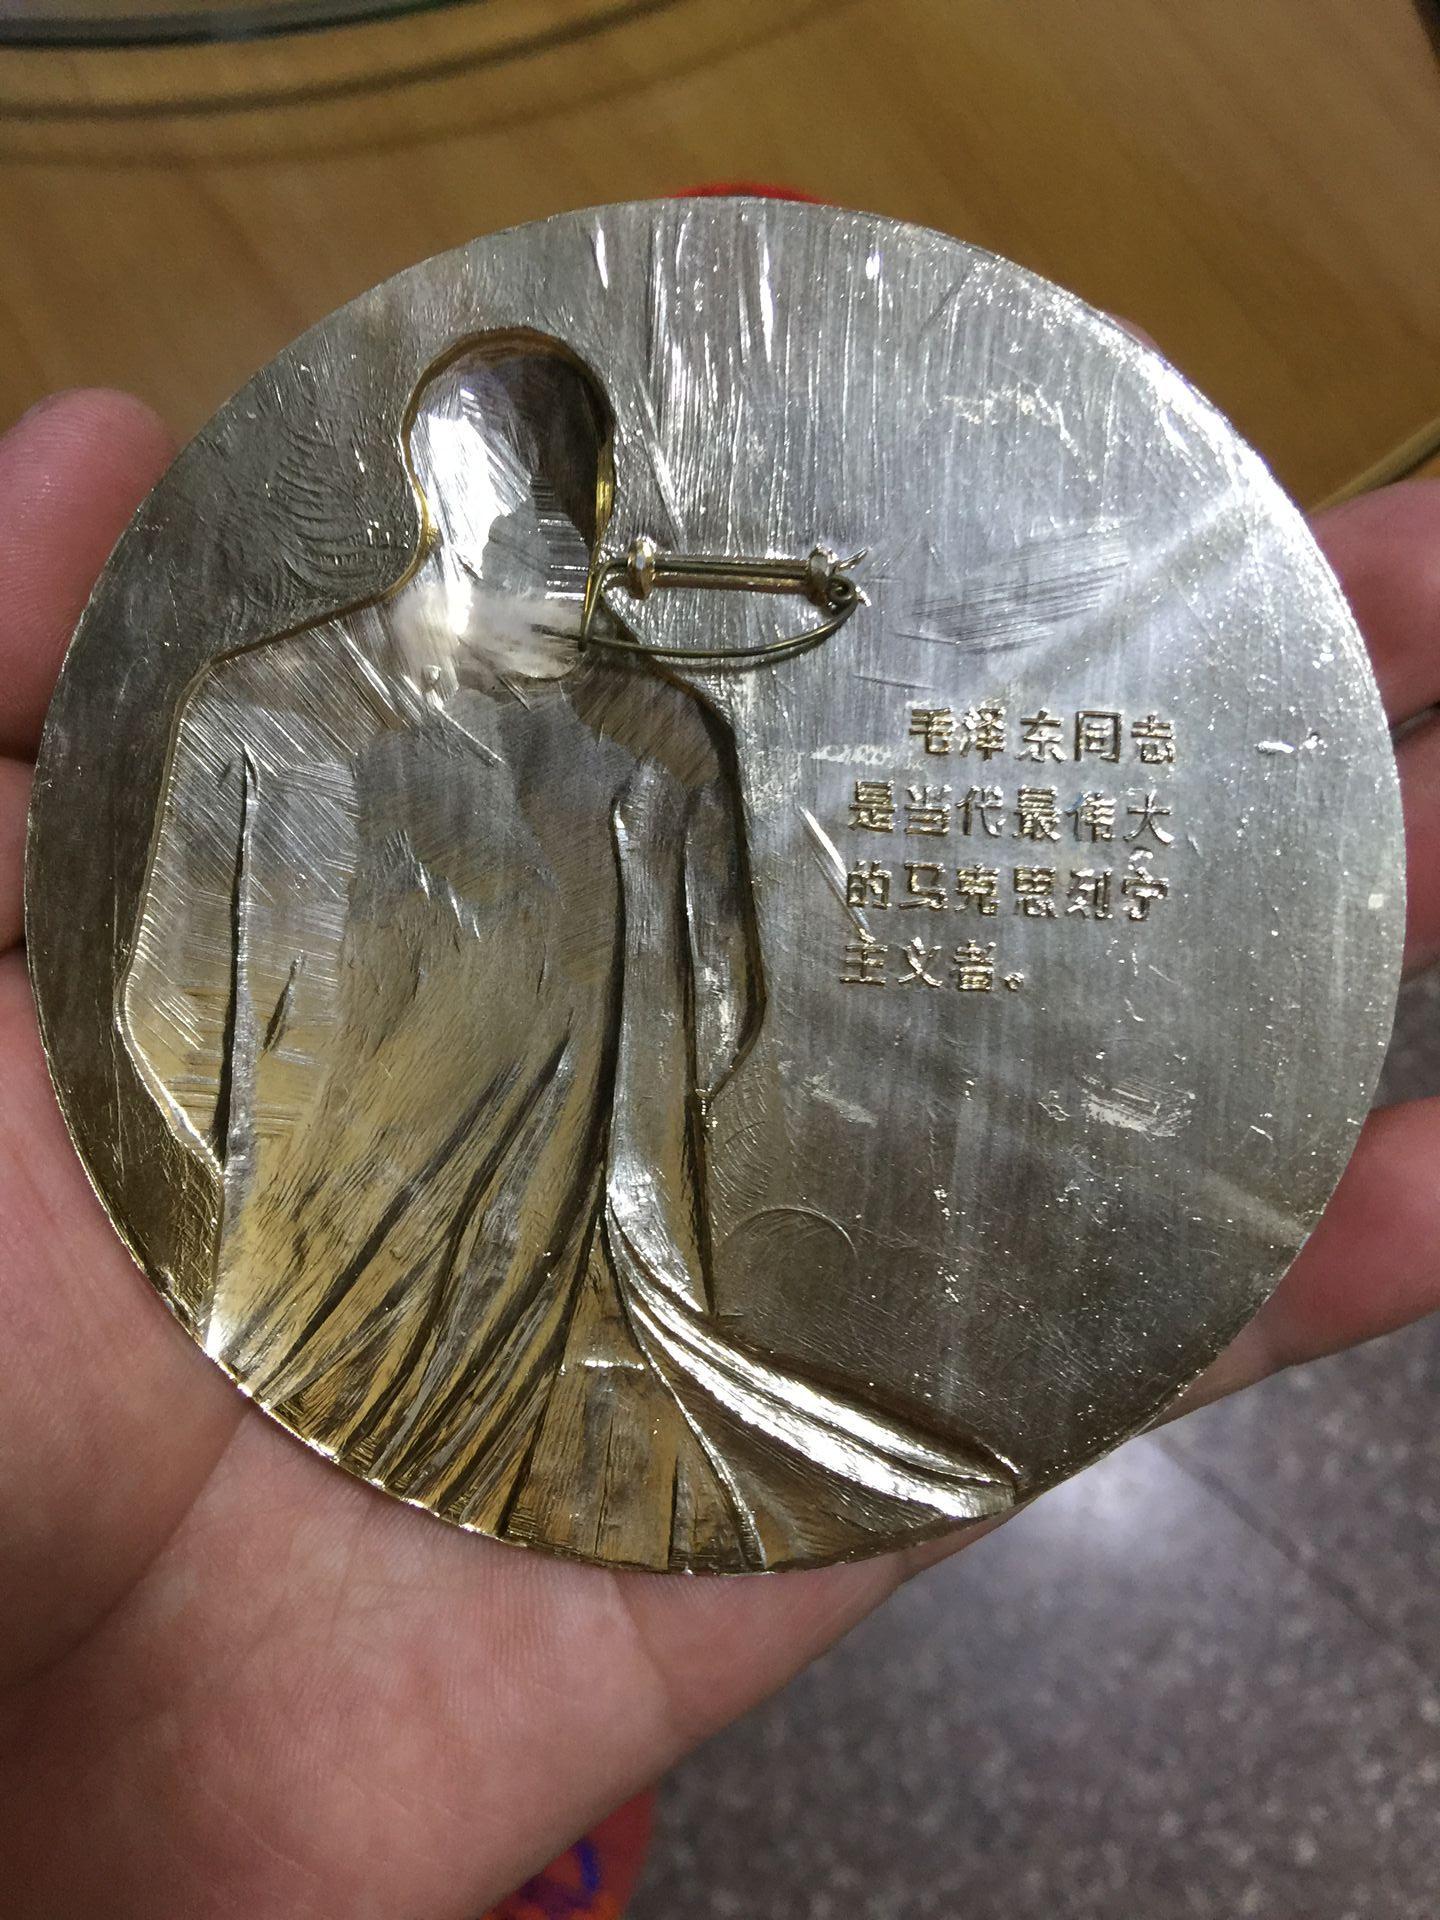 毛泽东同志
是当代最伟大
的马克思列宁
主义者。